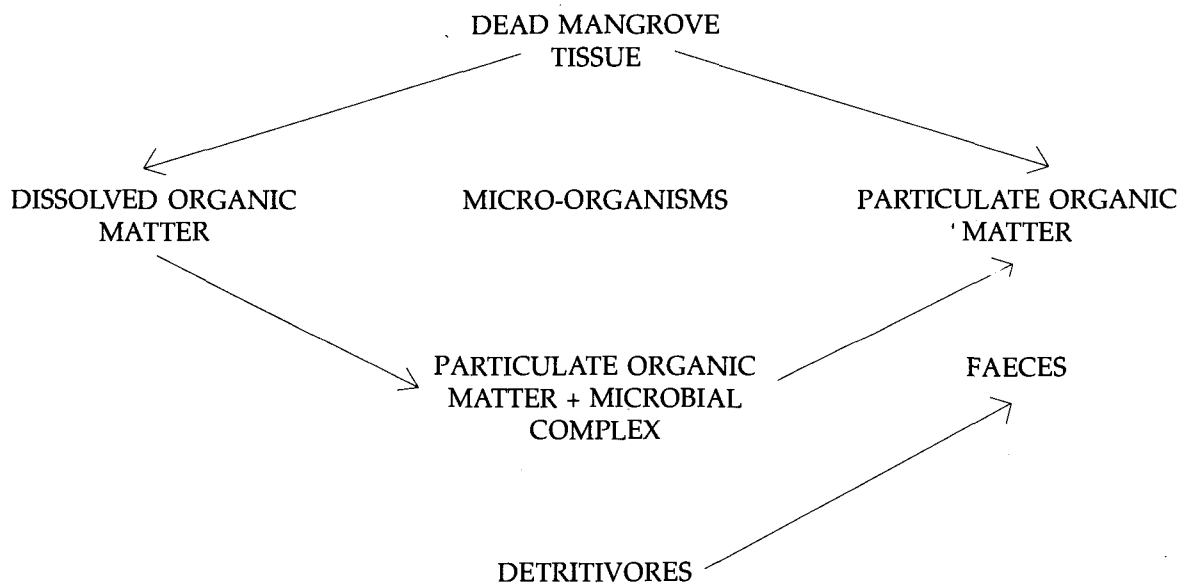 DEAD MANGROVE
TISSUE
DISSOLVED ORGANIC
MATTER
MICRO-ORGANISMS
PARTICULATE ORGANIC
MATTER
PARTICULATE ORGANIC
MATTER + MICROBIAL
COMPLEX
FAECES
DETRITIVORES